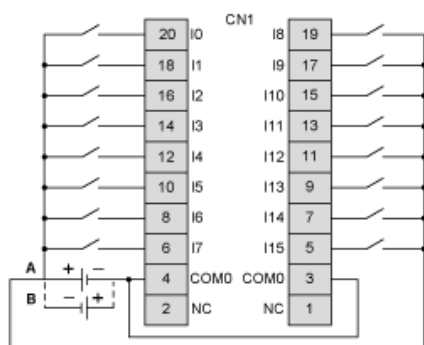 CN1
20 I0 I8 19
18 I1 I9 17
16 I2 I10 15
14 I3 I11 13
12 I4 I12 11
10 I5 I13 9
8 I6 I14 7
6 I7 I15 5
A + − 4 COM0 COM0 3
B − + 2 NC NC 1